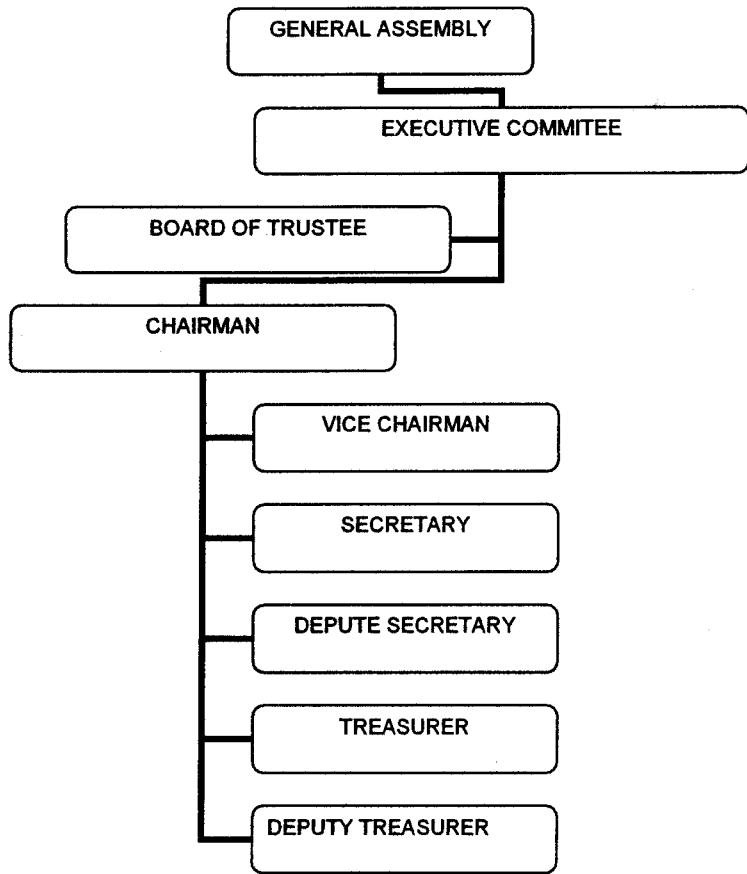 GENERAL ASSEMBLY
EXECUTIVE COMMITEE
BOARD OF TRUSTEE
CHAIRMAN
VICE CHAIRMAN
SECRETARY
DEPUTE SECRETARY
TREASURER
DEPUTY TREASURER